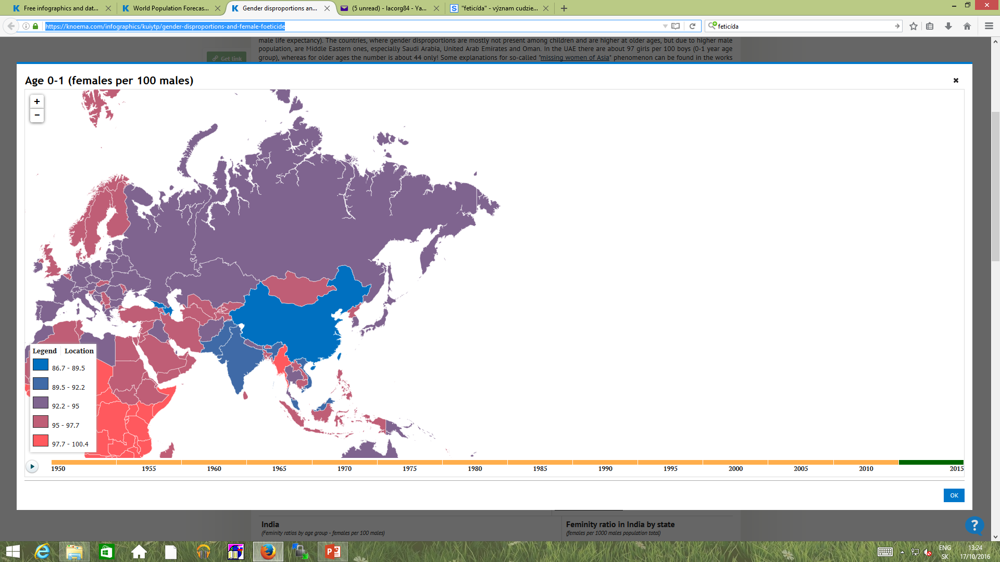 Free infographics and dat...
World Population Forecas...
Gender disproportions an...
(5 unread) - lacorg84 - Ya...
"feticída" - význam cudzie...
https://knoema.com/infographics/kuiytp/gender-disproportions-and-female-foeticide
feticída
male life expectancy). The countries, where gender disproportions are mostly not present among children and are higher at older ages, but due to higher male
population, are Middle Eastern ones, especially Saudi Arabia, United Arab Emirates and Oman. In the UAE there are about 97 girls per 100 boys (0-1 year age
group), whereas for older ages the number is about 44 only! Some explanations for so-called "missing women of Asia" phenomenon can be found in the works
Get link
Age 0-1 (females per 100 males)
+
−
Legend Location
86.7 - 89.5
89.5 - 92.2
92.2 - 95
95 - 97.7
97.7 - 100.4
1950 1955 1960 1965 1970 1975 1980 1985 1990 1995 2000 2005 2010 2015
OK
India
(Feminity ratios by age group - females per 100 males)
Feminity ratio in India by state
(females per 1000 males population total)
?
ENG
SK
13:24
17/10/2016